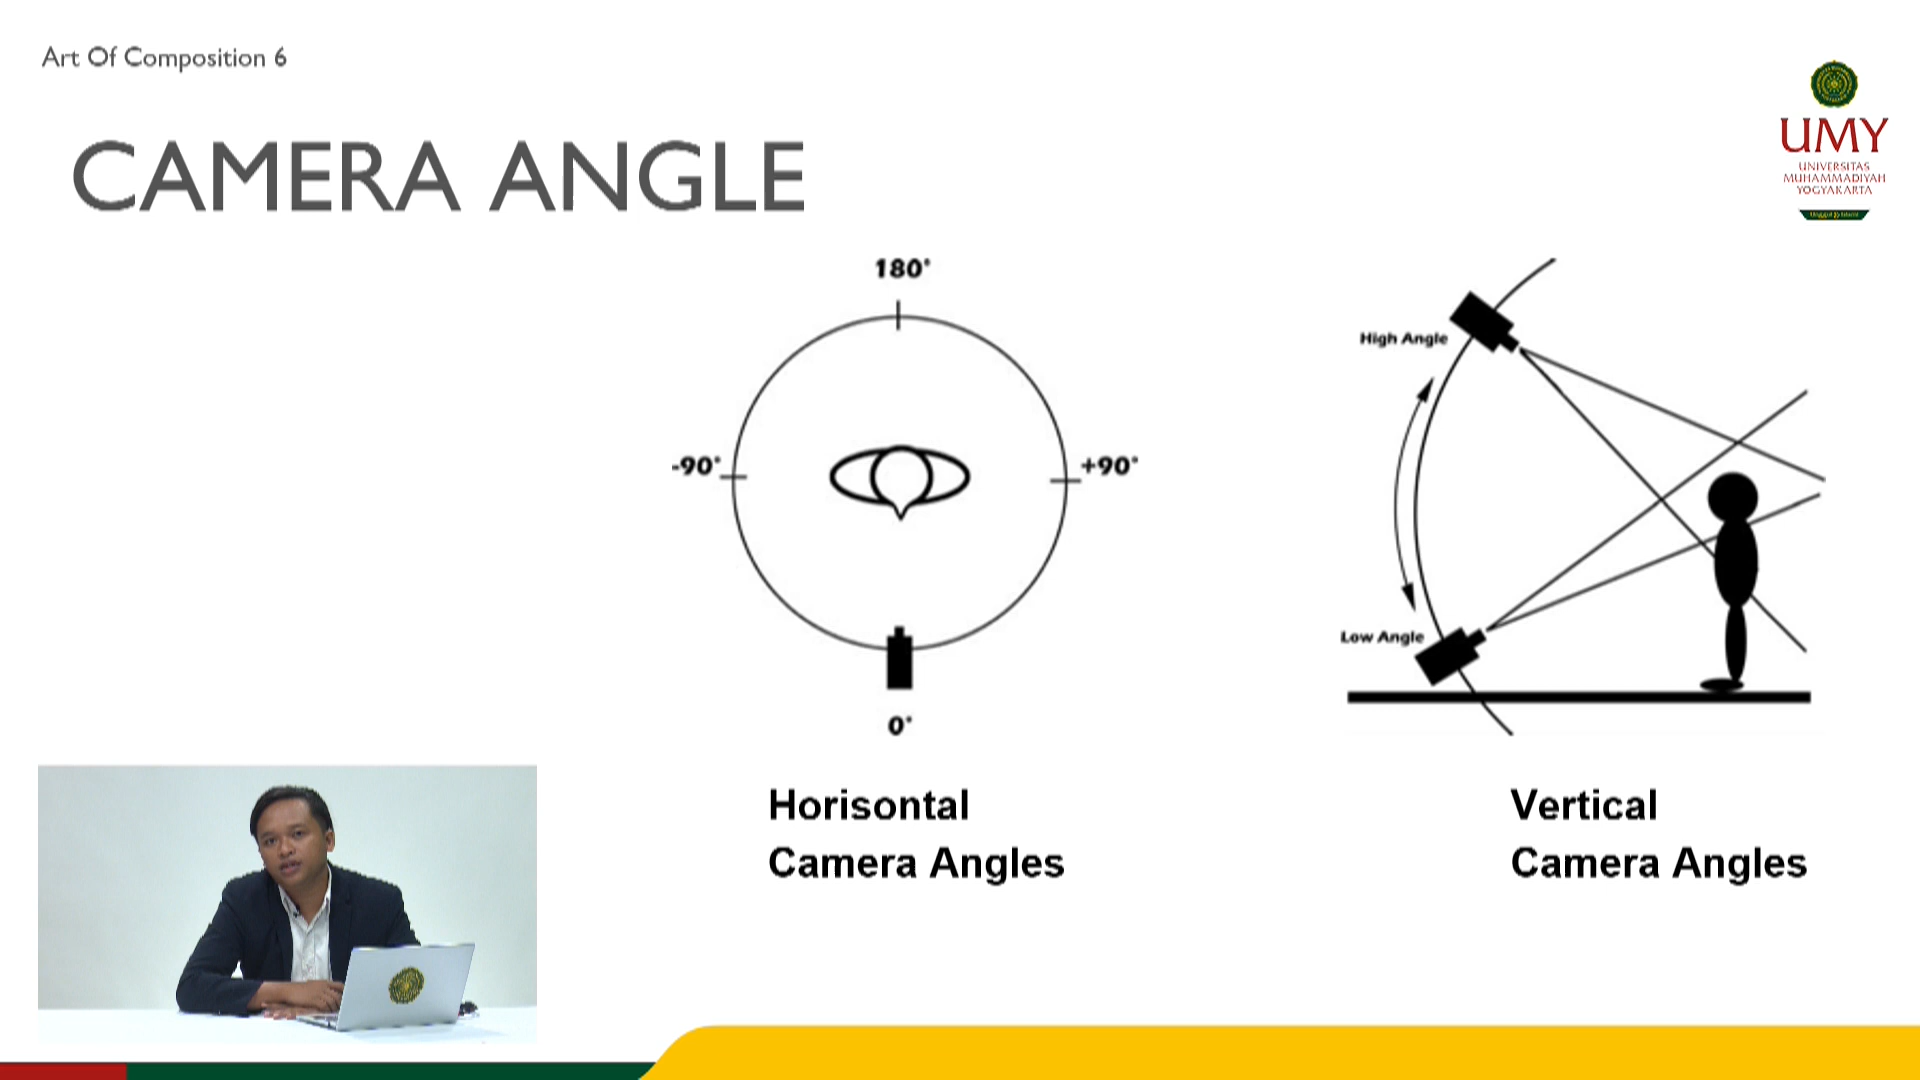 Art Of Composition 6
UMY
UNIVERSITAS
MUHAMMADIYAH
YOGYAKARTA
CAMERA ANGLE
180°
-90°
+90°
0°
High Angle
Low Angle
Horisontal
Camera Angles
Vertical
Camera Angles